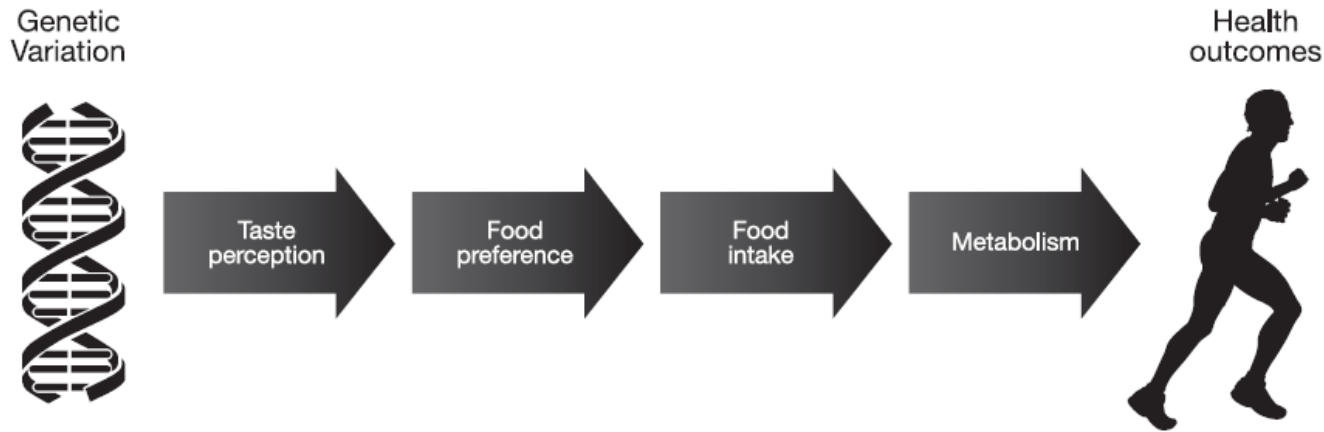 Genetic
Variation
Health
outcomes
Taste
perception
Food
preference
Food
intake
Metabolism